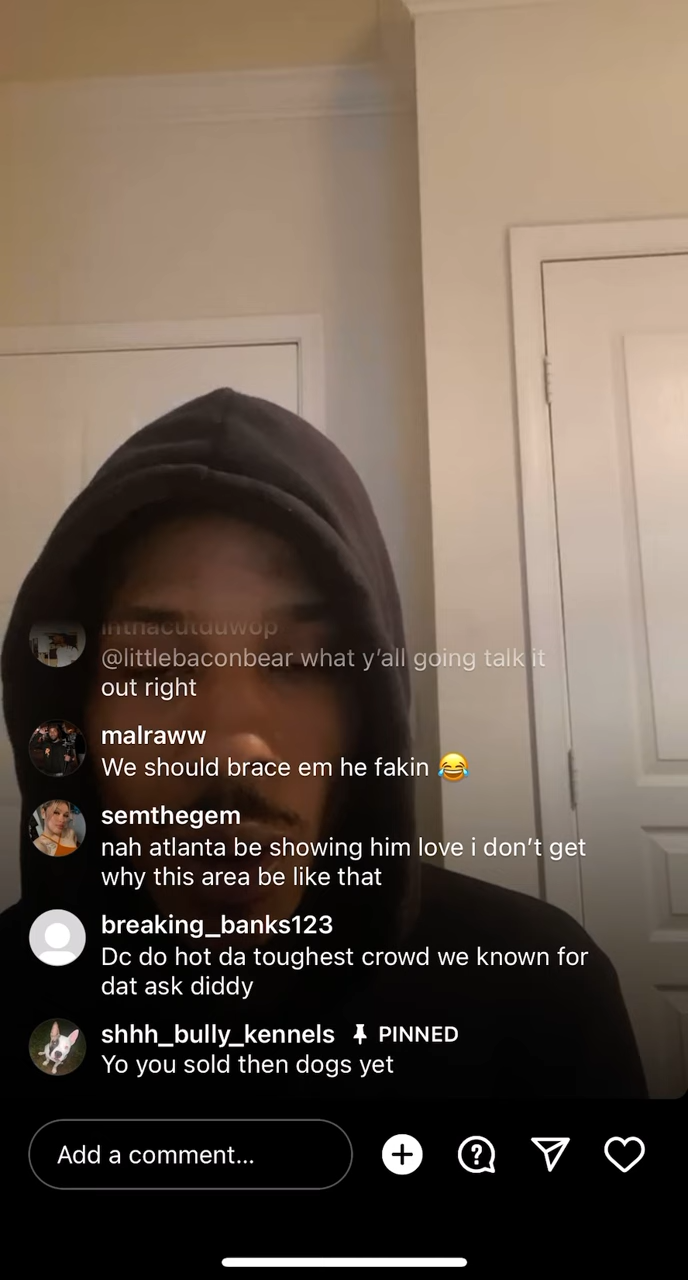 inthacutduwop
@littlebaconbear what y’all going talk it
out right
malraww
We should brace em he fakin 😂
semthegem
nah atlanta be showing him love i don’t get
why this area be like that
breaking_banks123
Dc do hot da toughest crowd we known for
dat ask diddy
shhh_bully_kennels PINNED
Yo you sold then dogs yet
Add a comment...